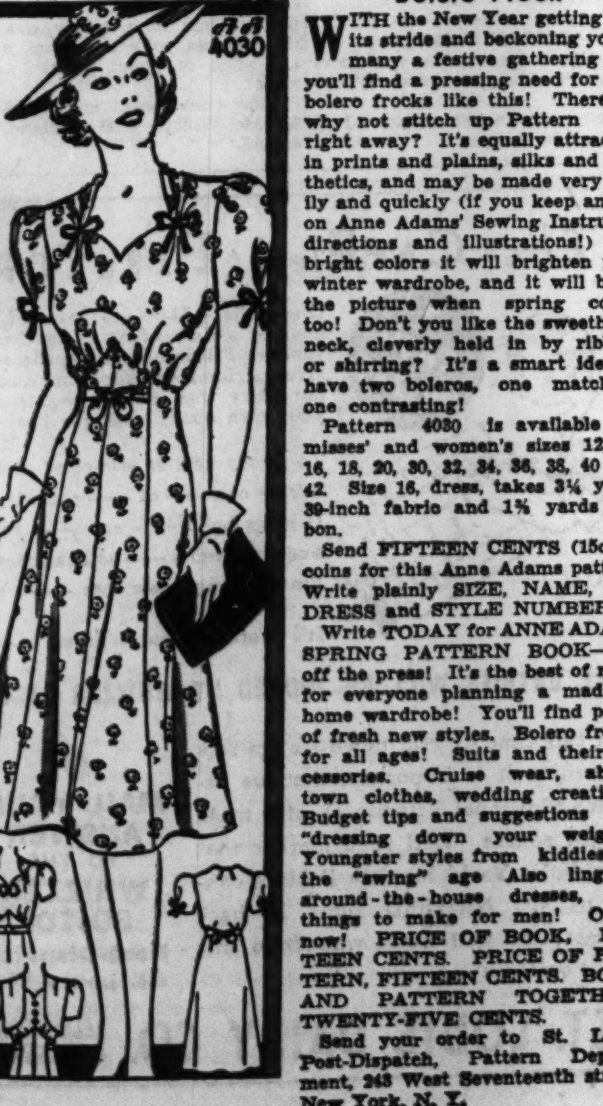 AA
4030
Bolero Frock
WITH the New Year getting
its stride and beckoning yo
many a festive gathering
you'll find a pressing need for
bolero frocks like this! There
why not stitch up Pattern
right away? It's equally attrac
in prints and plains, silks and
thetics, and may be made very
ily and quickly (if you keep an
on Anne Adams' Sewing Instru
directions and illustrations!)
bright colors it will brighten
winter wardrobe, and it will b
the picture when spring co
too! Don't you like the sweeth
neck, cleverly held in by rib
or shirring? It's a smart ide
have two boleros, one match
one contrasting!
Pattern 4030 is available
misses' and women's sizes 12
16, 18, 20, 30, 32, 34, 36, 38, 40
42. Size 16, dress, takes 3¼ y
39-inch fabric and 1⅝ yards
bon.
Send FIFTEEN CENTS (15c
coins for this Anne Adams patt
Write plainly SIZE, NAME,
DRESS and STYLE NUMBER
Write TODAY for ANNE ADA
SPRING PATTERN BOOK—
off the press! It's the best of m
for everyone planning a mad
home wardrobe! You'll find p
of fresh new styles. Bolero fr
for all ages! Suits and their
cessories. Cruise wear, ab
town clothes, wedding creati
Budget tips and suggestions
"dressing down your weig
Youngster styles from kiddies
the "swing" age Also ling
around-the-house dresses,
things to make for men! O
now! PRICE OF BOOK, F
TEEN CENTS. PRICE OF P
TERN, FIFTEEN CENTS. BO
AND PATTERN TOGETH
TWENTY-FIVE CENTS.
Send your order to St. L
Post-Dispatch, Pattern Dep
ment, 243 West Seventeenth st
New York, N. Y.